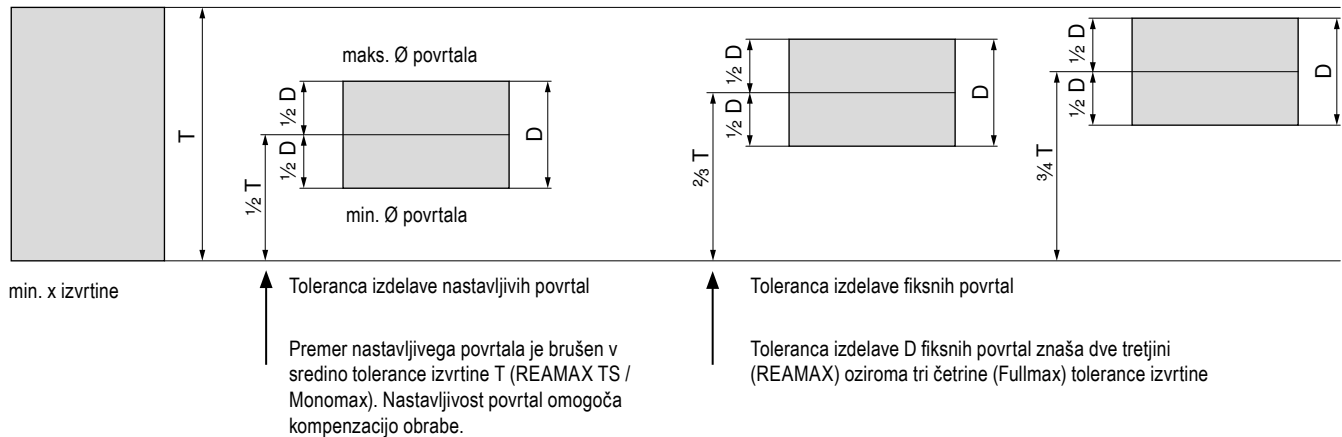 T
min. x izvrtine
maks. Ø povrtala
½ D
½ D
D
½ T
min. Ø povrtala
Toleranca izdelave nastavljivih povrtal
Premer nastavljivega povrtala je brušen v
sredino tolerance izvrtine T (REAMAX TS /
Monomax). Nastavljivost povrtal omogoča
kompenzacijo obrabe.
½ D
½ D
D
⅔ T
Toleranca izdelave fiksnih povrtal
Toleranca izdelave D fiksnih povrtal znaša dve tretjini
(REAMAX) oziroma tri četrine (Fullmax) tolerance izvrtine
½ D
½ D
D
¾ T